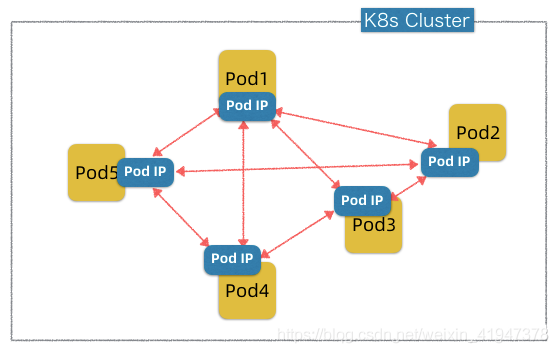 K8s Cluster
Pod1
Pod IP
Pod2
Pod IP
Pod5
Pod IP
Pod IP
Pod3
Pod IP
Pod4
https://blog.csdn.net/weixin_41947378